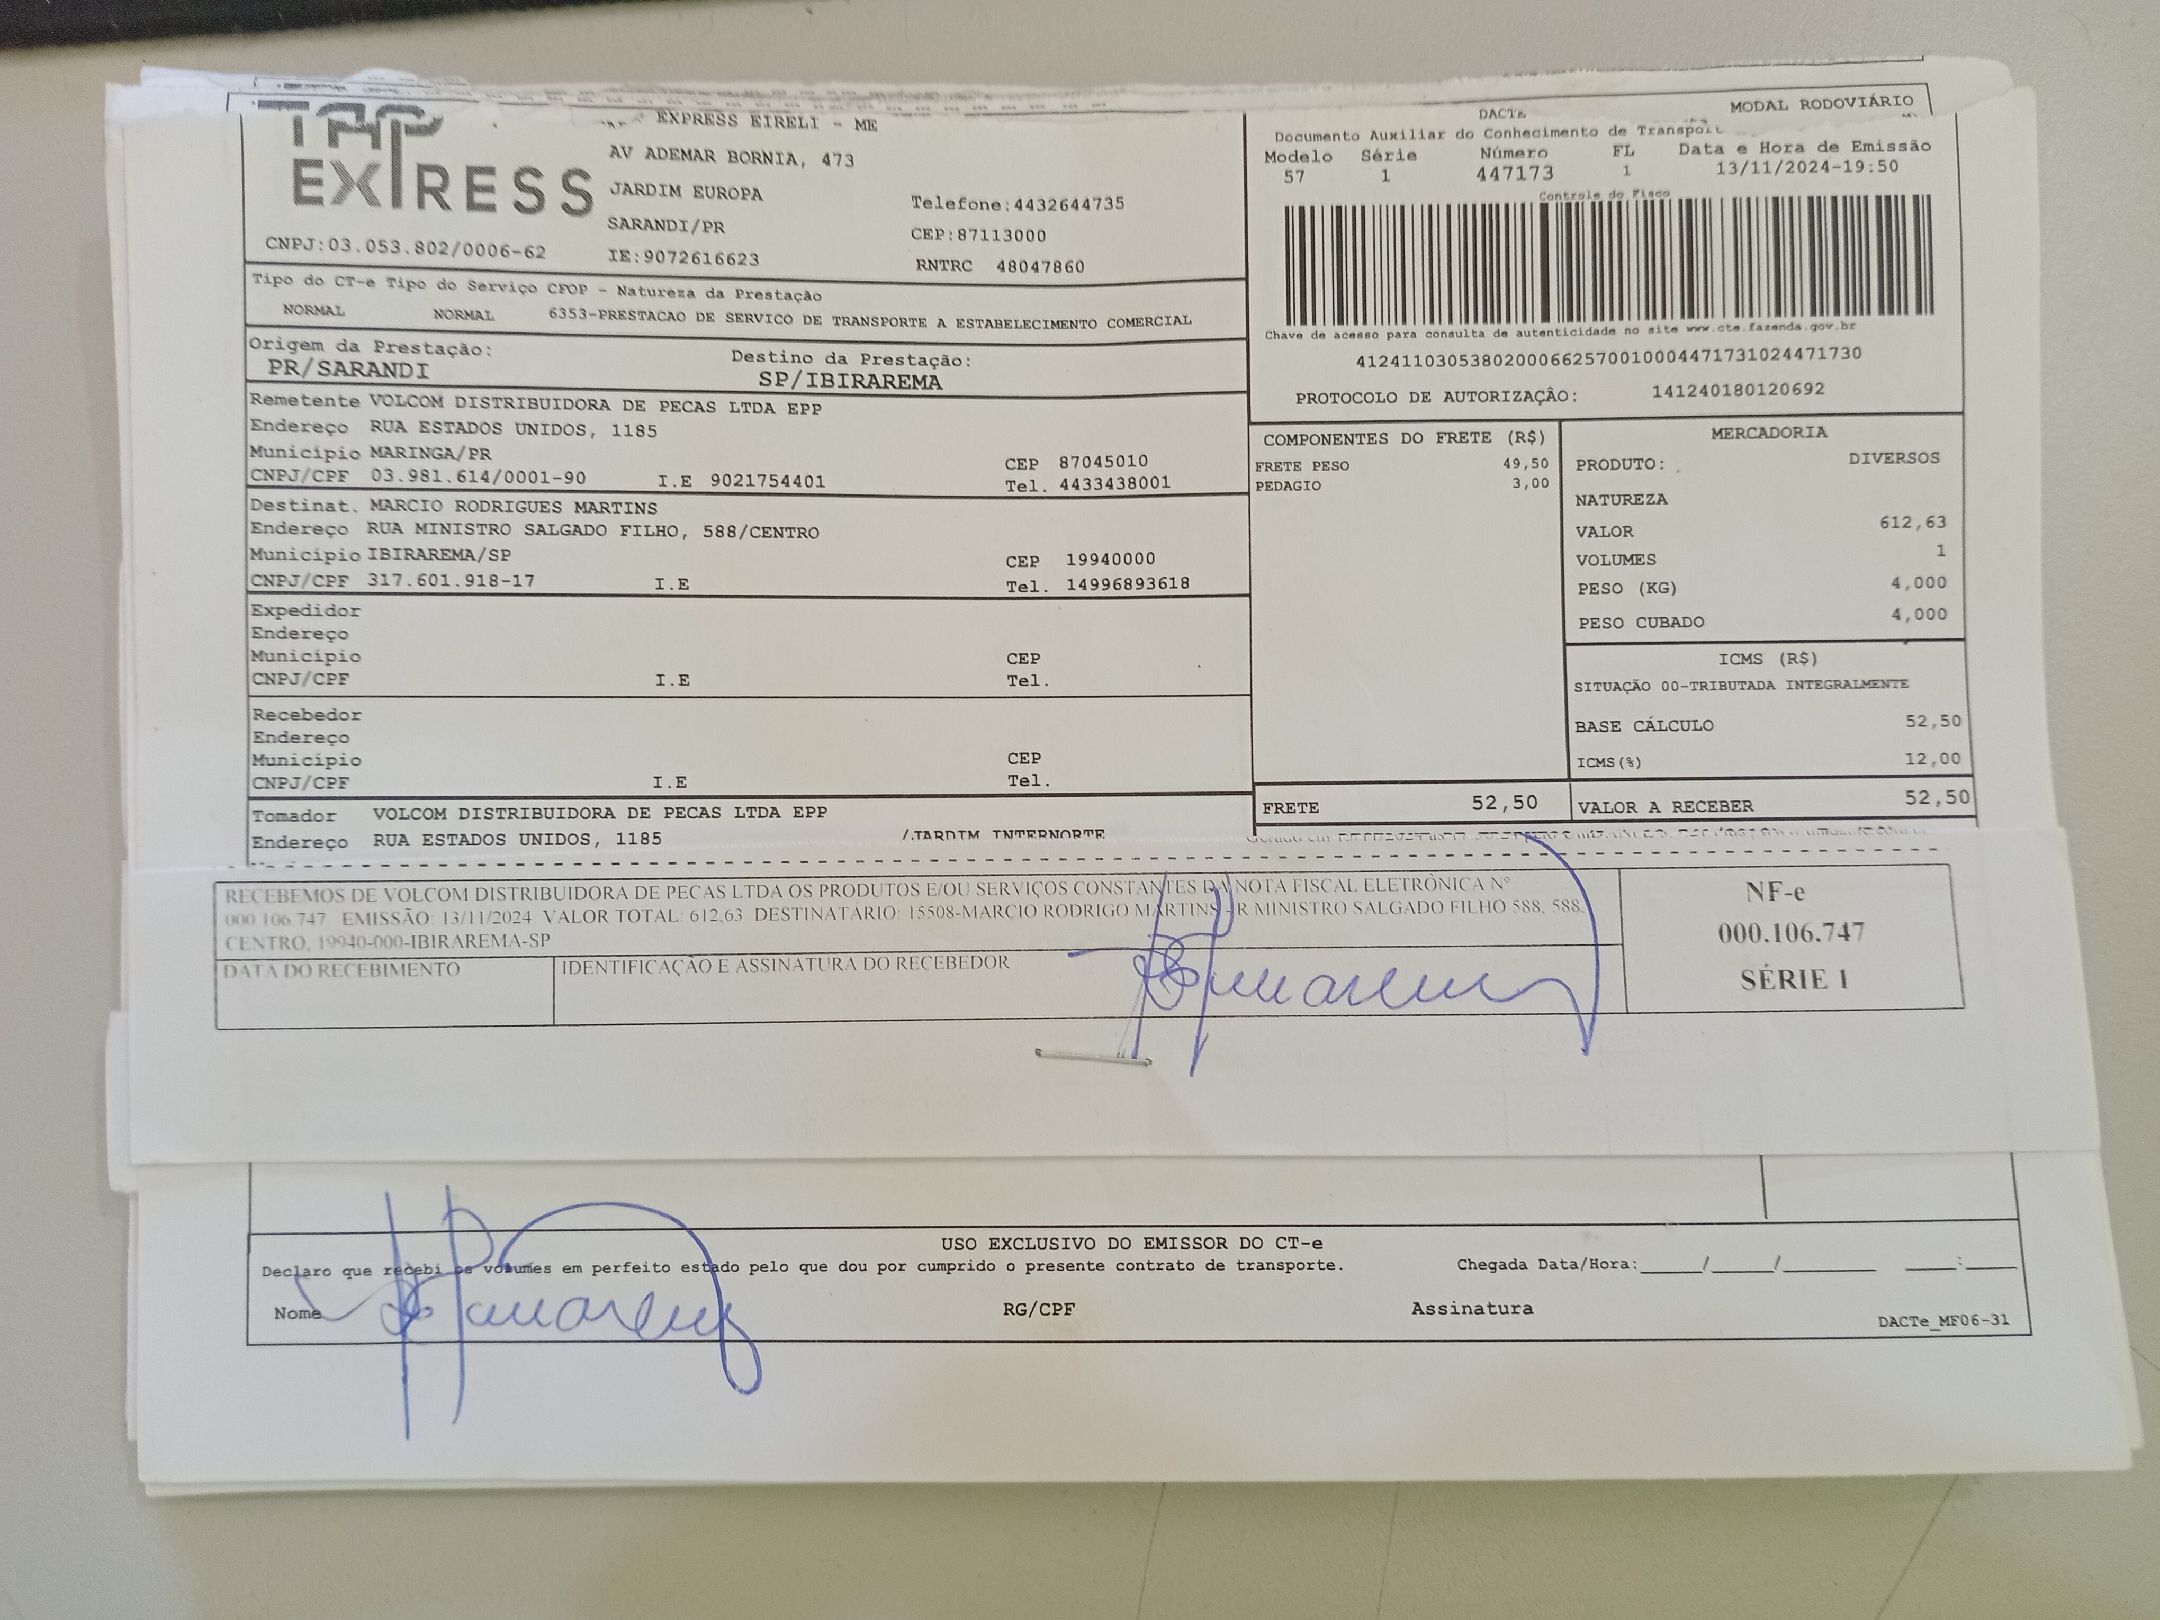 TAP
EXPRESS
EXPRESS EIRELI - ME
AV ADEMAR BORNIA, 473
JARDIM EUROPA
Telefone:4432644735
SARANDI/PR
CEP:87113000
CNPJ:03.053.802/0006-62
IE:9072616623
RNTRC 48047860
DACTe
MODAL RODOVIÁRIO
Documento Auxiliar do Conhecimento de
Modelo Série Número FL Data e Hora de Emissão
57 1 447173 1 13/11/2024-19:50
Controle do Fisco
Chave de acesso para consulta de autenticidade no site www.cte.fazenda.gov.br
41241103053802000662570010004471731024471730
PROTOCOLO DE AUTORIZAÇÂO: 141240180120692
Tipo do CT-e Tipo do Serviço CFOP - Natureza da Prestação
NORMAL NORMAL 6353-PRESTACAO DE SERVICO DE TRANSPORTE A ESTABELECIMENTO COMERCIAL
Origem da Prestação: Destino da Prestação:
PR/SARANDI SP/IBIRAREMA
Remetente VOLCOM DISTRIBUIDORA DE PECAS LTDA EPP
Endereço RUA ESTADOS UNIDOS, 1185
Município MARINGA/PR CEP 87045010
CNPJ/CPF 03.981.614/0001-90 I.E 9021754401 Tel. 4433438001
Destinat. MARCIO RODRIGUES MARTINS
Endereço RUA MINISTRO SALGADO FILHO, 588/CENTRO
Município IBIRAREMA/SP CEP 19940000
CNPJ/CPF 317.601.918-17 I.E Tel. 14996893618
Expedidor
Endereço
Município CEP
CNPJ/CPF I.E Tel.
Recebedor
Endereço
Município CEP
CNPJ/CPF I.E Tel.
Tomador VOLCOM DISTRIBUIDORA DE PECAS LTDA EPP
Endereço RUA ESTADOS UNIDOS, 1185 /JARDIM INTERNORTE
COMPONENTES DO FRETE (R$)
FRETE PESO 49,50
PEDAGIO 3,00
FRETE 52,50
MERCADORIA
PRODUTO: DIVERSOS
NATUREZA
VALOR 612,63
VOLUMES 1
PESO (KG) 4,000
PESO CUBADO 4,000
ICMS (R$)
SITUAÇÃO 00-TRIBUTADA INTEGRALMENTE
BASE CÁLCULO 52,50
ICMS(%) 12,00
VALOR A RECEBER 52,50
RECEBEMOS DE VOLCOM DISTRIBUIDORA DE PECAS LTDA OS PRODUTOS E/OU SERVIÇOS CONSTANTES DA NOTA FISCAL ELETRÔNICA Nº
000.106.747 EMISSÃO: 13/11/2024 VALOR TOTAL: 612,63 DESTINATÁRIO: 15508-MARCIO RODRIGO MARTINS - R MINISTRO SALGADO FILHO 588, 588,
CENTRO, 19940-000-IBIRAREMA-SP
DATA DO RECEBIMENTO
IDENTIFICAÇÃO E ASSINATURA DO RECEBEDOR
NF-e
000.106.747
SÉRIE 1
USO EXCLUSIVO DO EMISSOR DO CT-e
Declaro que recebi os volumes em perfeito estado pelo que dou por cumprido o presente contrato de transporte. Chegada Data/Hora:_____/_____/_______ ____:____
Nome RG/CPF Assinatura
DACTe_MF06-31